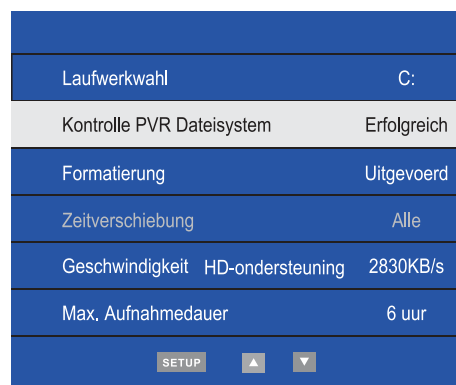 Laufwerkwahl C:
Kontrolle PVR Dateisystem Erfolgreich
Formatierung Uitgevoerd
Zeitverschiebung Alle
Geschwindigkeit HD-ondersteuning 2830KB/s
Max. Aufnahmedauer 6 uur
SETUP ▲ ▼